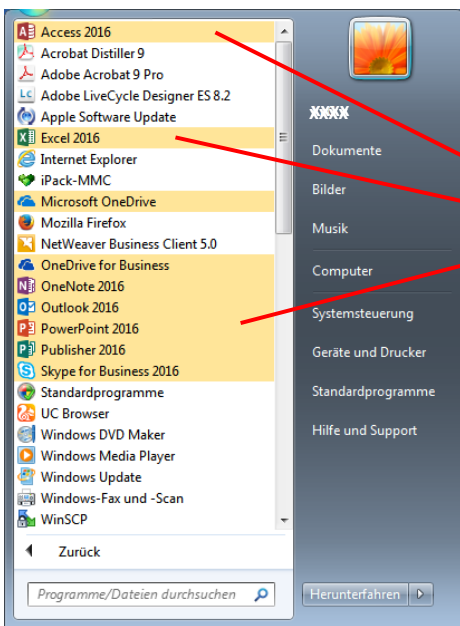 Access 2016
Acrobat Distiller 9
Adobe Acrobat 9 Pro
Adobe LiveCycle Designer ES 8.2
Apple Software Update
Excel 2016
Internet Explorer
iPack-MMC
Microsoft OneDrive
Mozilla Firefox
NetWeaver Business Client 5.0
OneDrive for Business
OneNote 2016
Outlook 2016
PowerPoint 2016
Publisher 2016
Skype for Business 2016
Standardprogramme
UC Browser
Windows DVD Maker
Windows Media Player
Windows Update
Windows-Fax und -Scan
WinSCP
Zurück
Programme/Dateien durchsuchen
Dokumente
Bilder
Musik
Computer
Systemsteuerung
Geräte und Drucker
Standardprogramme
Hilfe und Support
Herunterfahren